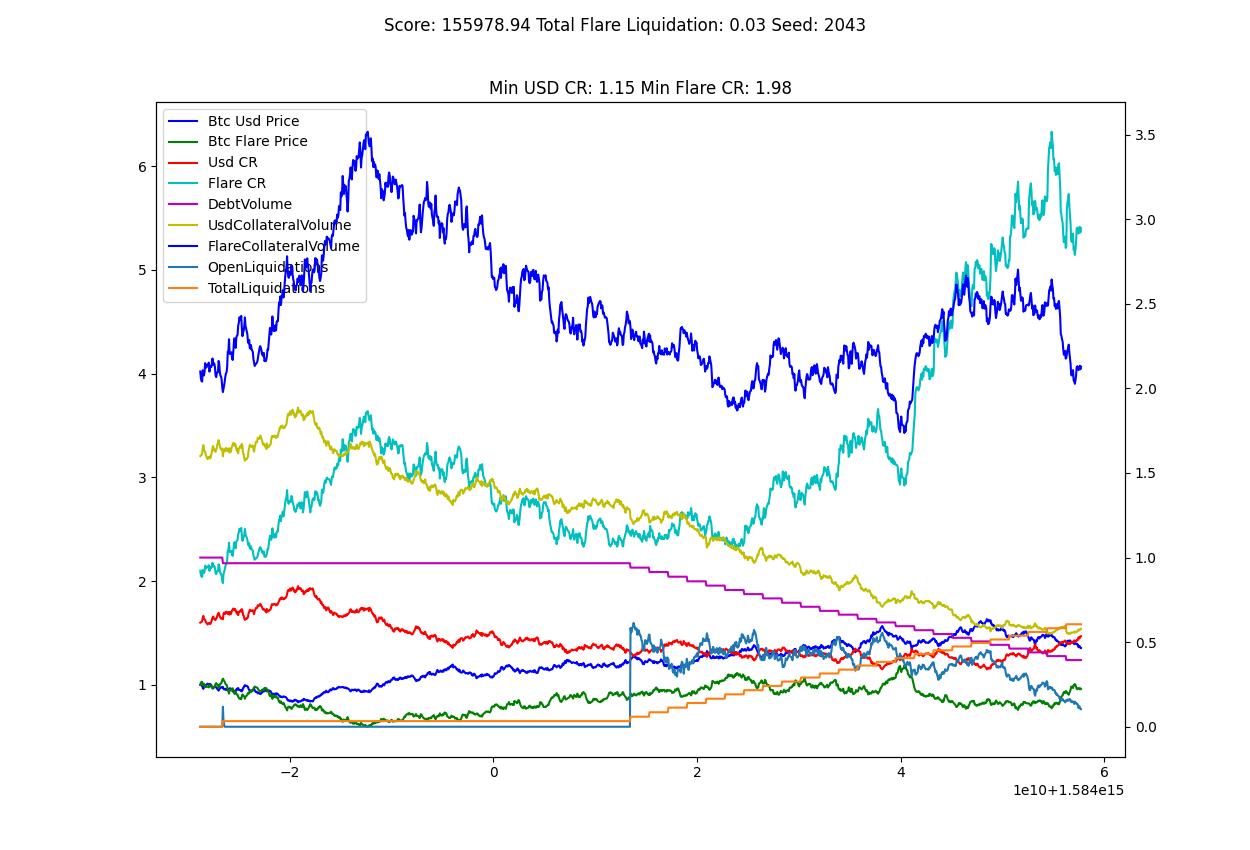 Score: 155978.94 Total Flare Liquidation: 0.03 Seed: 2043
Min USD CR: 1.15 Min Flare CR: 1.98
Btc Usd Price
Btc Flare Price
Usd CR
Flare CR
DebtVolume
UsdCollateralVolume
FlareCollateralVolume
OpenLiquidations
TotalLiquidations
6
5
4
3
2
1
3.5
3.0
2.5
2.0
1.5
1.0
0.5
0.0
−2
0
2
4
6
1e10+1.584e15